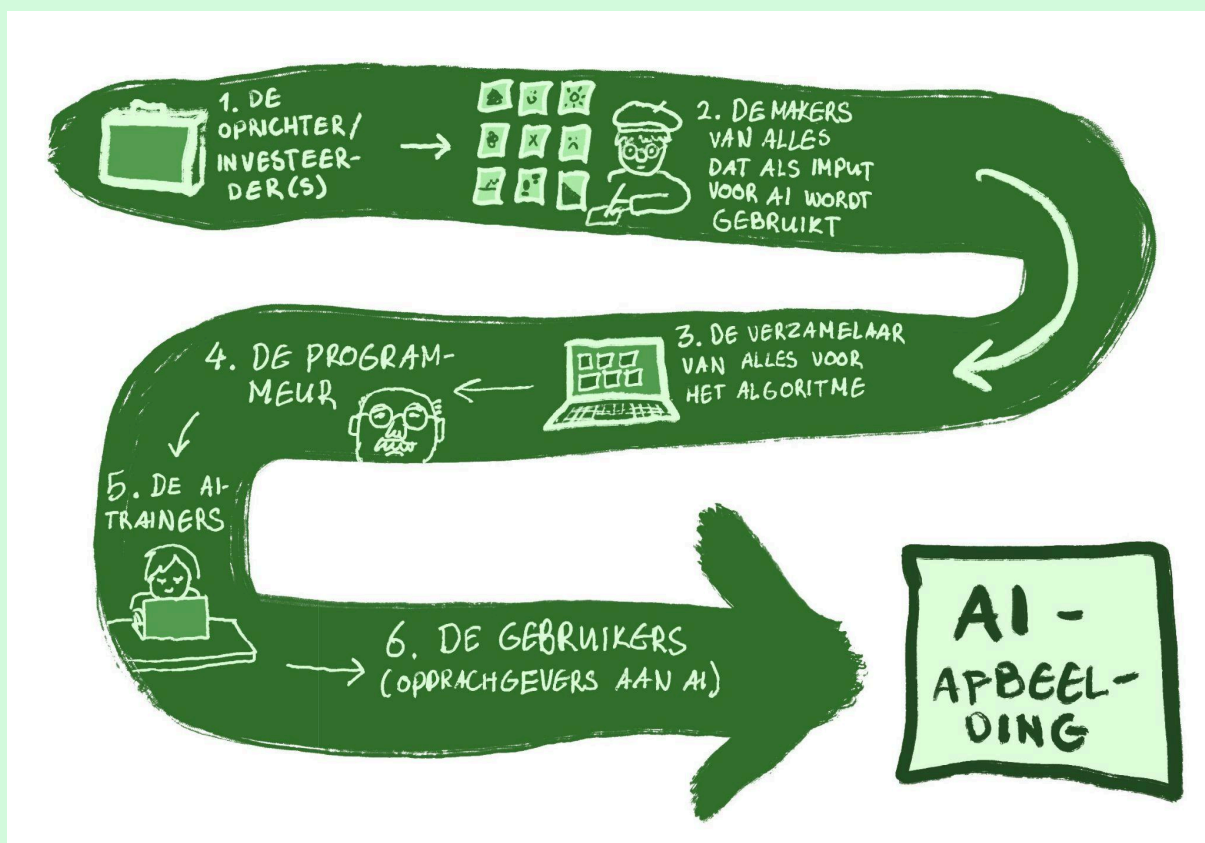 1. DE
OPRICHTER/
INVESTEER-
DER(S)
2. DE MAKERS
VAN ALLES
DAT ALS IMPUT
VOOR AI WORDT
GEBRUIKT
3. DE VERZAMELAAR
VAN ALLES VOOR
HET ALGORITME
4. DE PROGRAM-
MEUR
5. DE AI-
TRAINERS
6. DE GEBRUIKERS
(OPDRACHGEVERS AAN AI)
AI-
AFBEEL-
DING